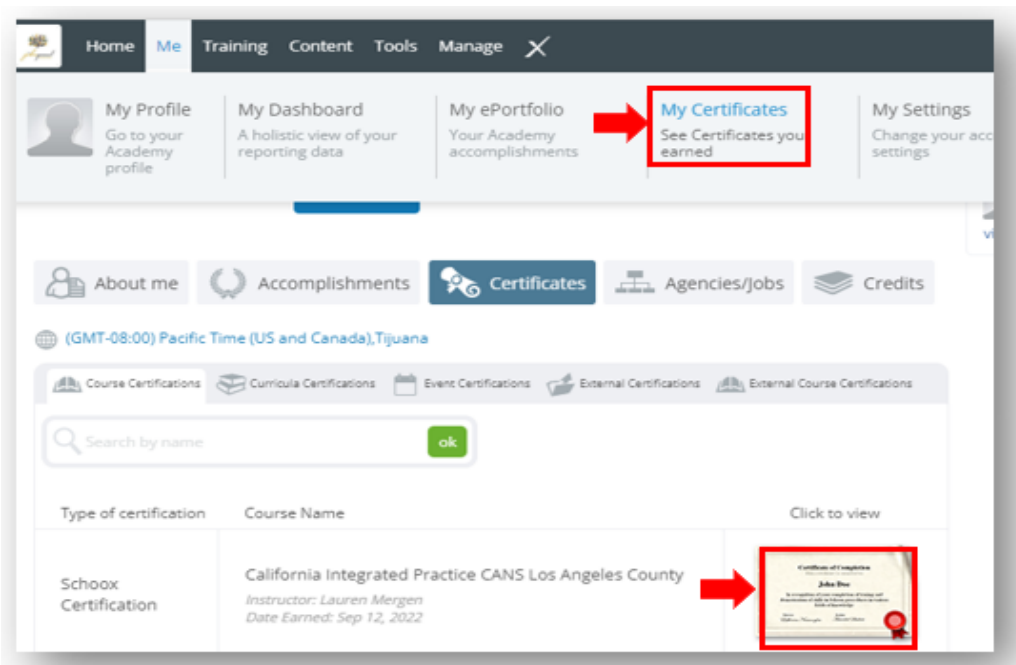 Home Me Training Content Tools Manage
My Profile
Go to your
Academy
profile
My Dashboard
A holistic view of your
reporting data
My ePortfolio
Your Academy
accomplishments
My Certificates
See Certificates you
earned
My Settings
Change your acc
settings
About me Accomplishments Certificates Agencies/Jobs Credits
(GMT-08:00) Pacific Time (US and Canada),Tijuana
Course Certifications Curricula Certifications Event Certifications External Certifications External Course Certifications
Search by name ok
Type of certification Course Name Click to view
Schoox
Certification
California Integrated Practice CANS Los Angeles County
Instructor: Lauren Mergen
Date Earned: Sep 12, 2022
Certificate of Completion
John Doe